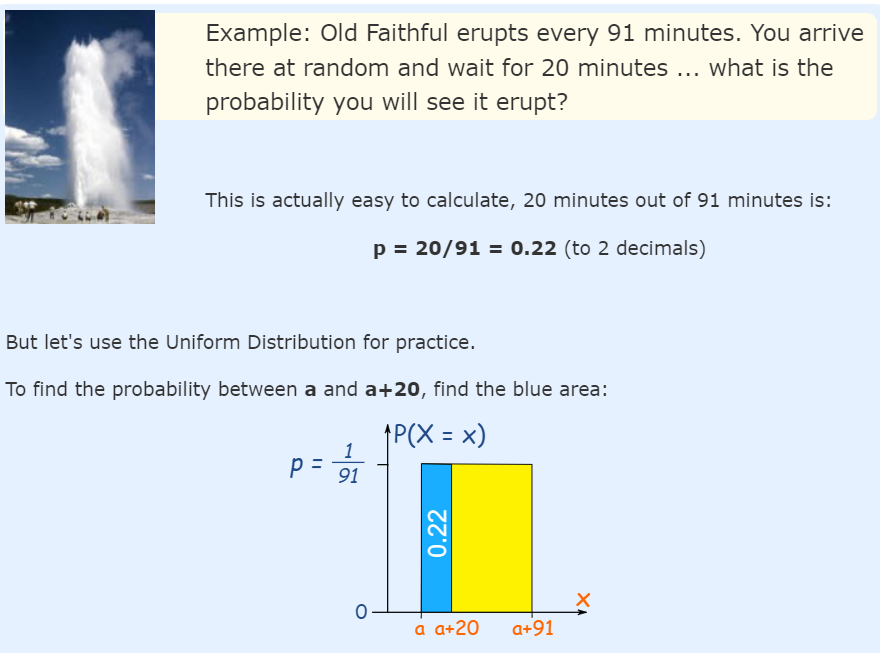 Example: Old Faithful erupts every 91 minutes. You arrive
there at random and wait for 20 minutes ... what is the
probability you will see it erupt?
This is actually easy to calculate, 20 minutes out of 91 minutes is:
p = 20/91 = 0.22 (to 2 decimals)
But let's use the Uniform Distribution for practice.
To find the probability between a and a+20, find the blue area:
P(X = x)
p = 1/91
0.22
0
x
a a+20 a+91